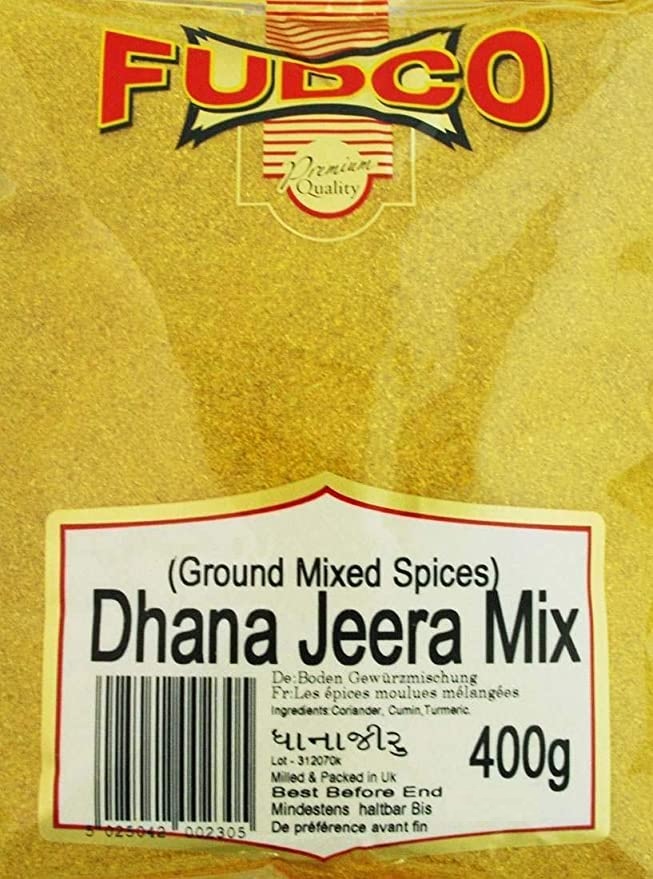 FUDCO
Premium
Quality
(Ground Mixed Spices)
Dhana Jeera Mix
De:Boden Gewürzmischung
Fr:Les épices moulues mélangées
Ingredients:Coriander, Cumin,Turmeric.
ધાનાજીરુ
400g
Lot - 312070k
Milled & Packed in Uk
Best Before End
Mindestens haltbar Bis
De préférence avant fin
5 025042 002305